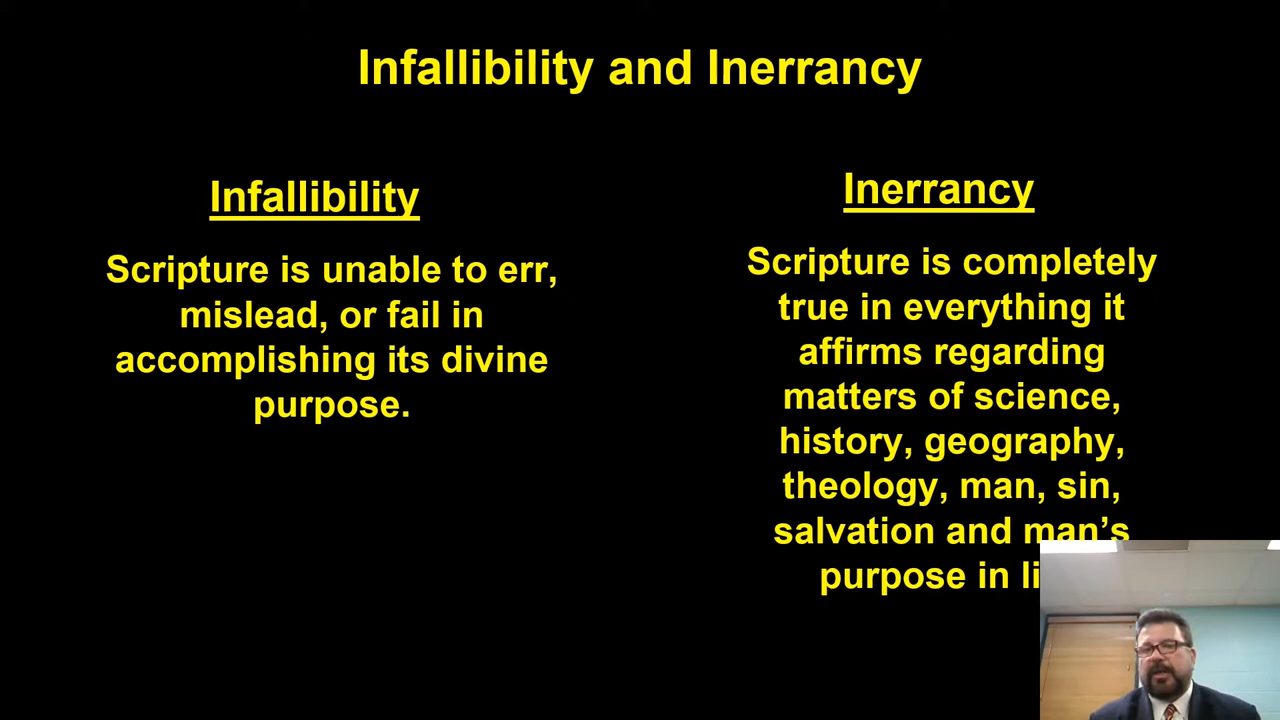 Infallibility and Inerrancy
Infallibility
Scripture is unable to err,
mislead, or fail in
accomplishing its divine
purpose.
Inerrancy
Scripture is completely
true in everything it
affirms regarding
matters of science,
history, geography,
theology, man, sin,
salvation and man’s
purpose in